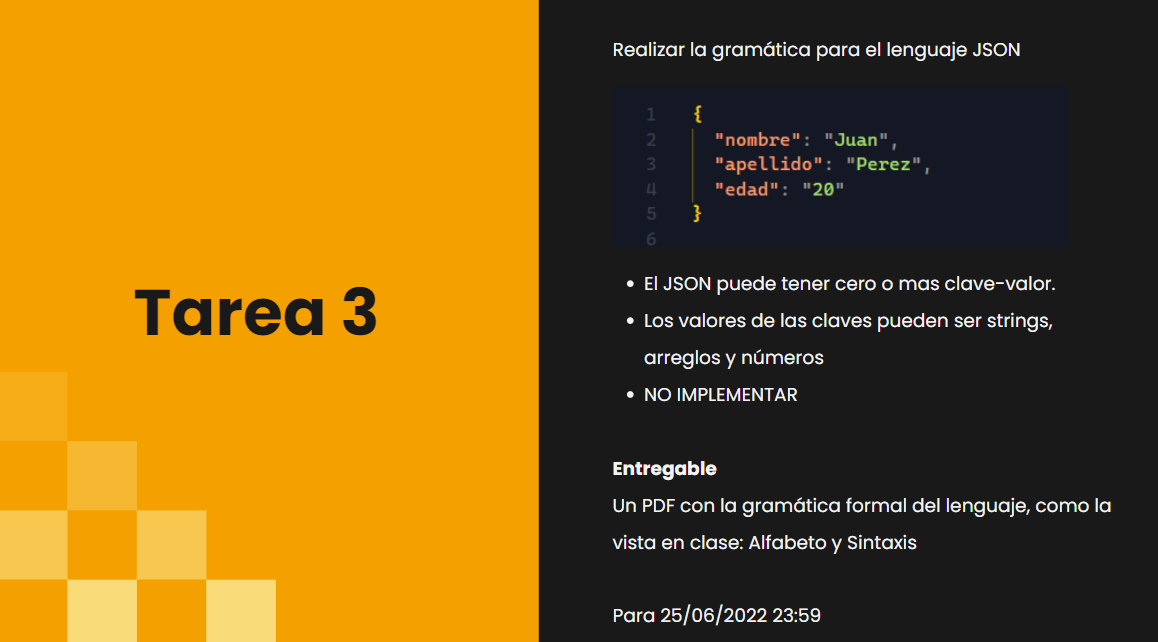 Tarea 3
Realizar la gramática para el lenguaje JSON
1 {
2 "nombre": "Juan",
3 "apellido": "Perez",
4 "edad": "20"
5 }
6
• El JSON puede tener cero o mas clave-valor.
• Los valores de las claves pueden ser strings,
arreglos y números
• NO IMPLEMENTAR
Entregable
Un PDF con la gramática formal del lenguaje, como la
vista en clase: Alfabeto y Sintaxis
Para 25/06/2022 23:59